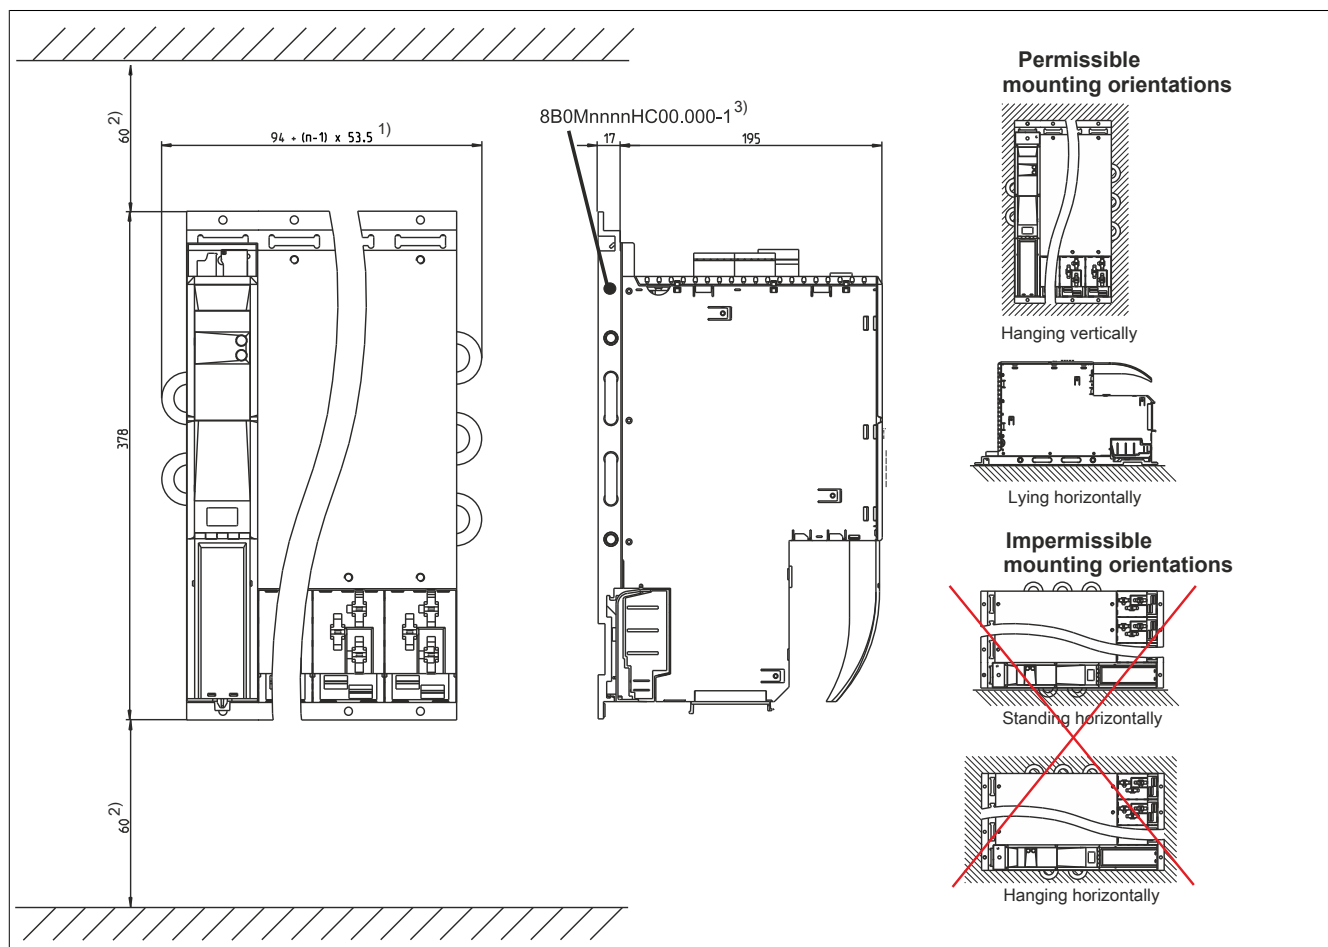 60 2)
94 + (n-1) x 53.5 1)
378
60 2)
8B0MnnnnHC00.000-1 3)
17
195
Permissible
mounting orientations
Hanging vertically
Lying horizontally
Impermissible
mounting orientations
Standing horizontally
Hanging horizontally